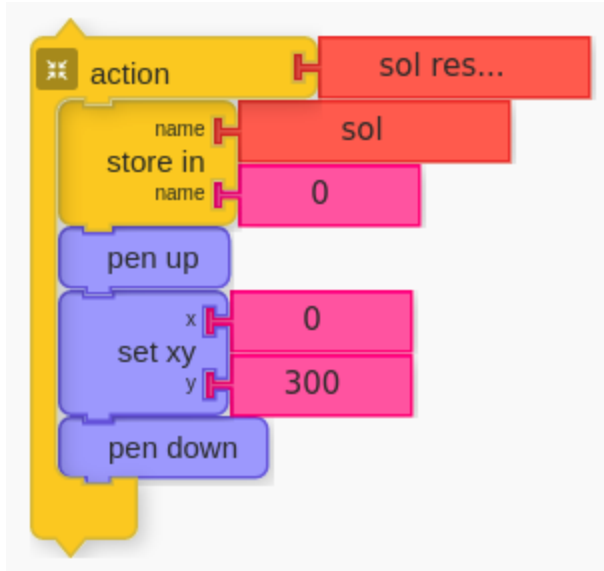 action sol res...
name sol
store in
name 0
pen up
x 0
set xy
y 300
pen down